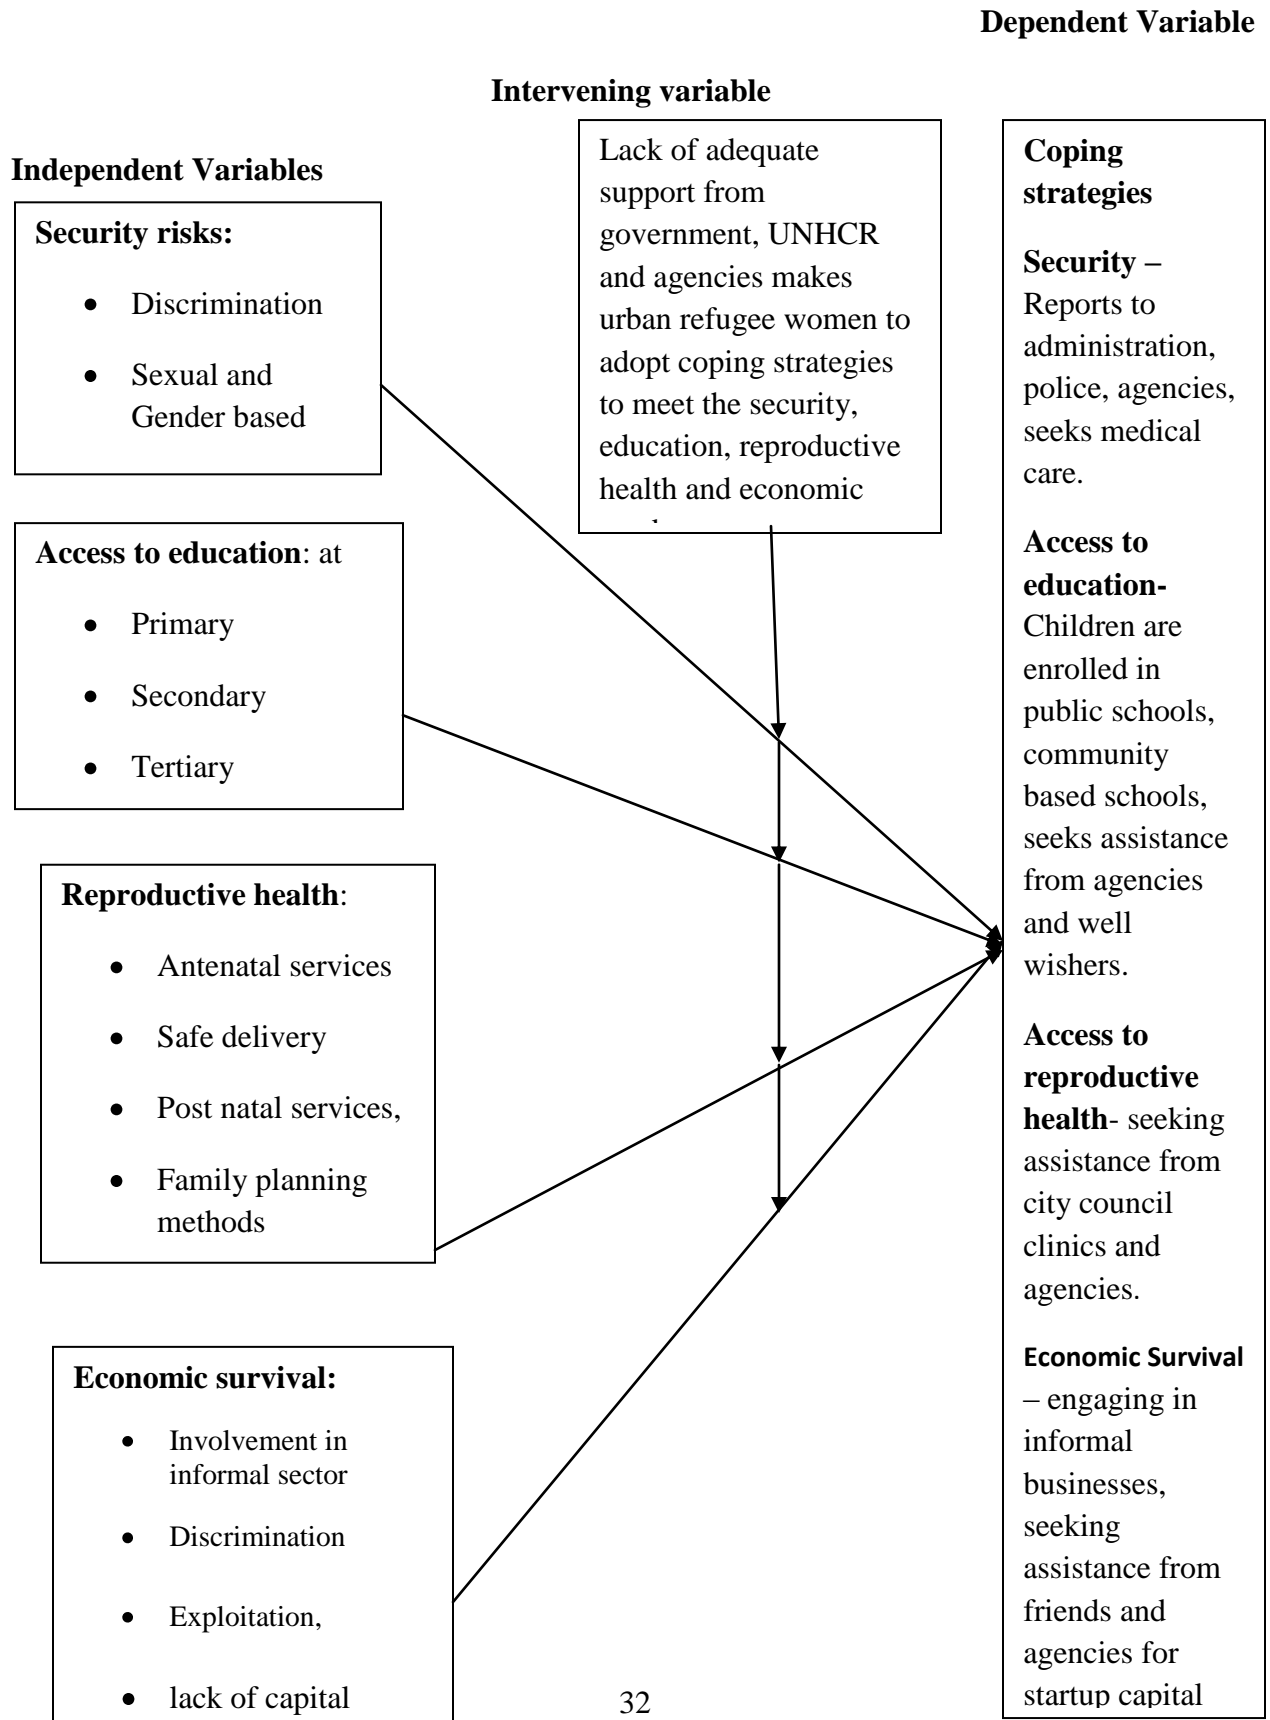 Dependent Variable
Intervening variable
Independent Variables
Security risks:
• Discrimination
• Sexual and
Gender based
Access to education: at
• Primary
• Secondary
• Tertiary
Reproductive health:
• Antenatal services
• Safe delivery
• Post natal services,
• Family planning
methods
Economic survival:
• Involvement in
informal sector
• Discrimination
• Exploitation,
• lack of capital
Lack of adequate
support from
government, UNHCR
and agencies makes
urban refugee women to
adopt coping strategies
to meet the security,
education, reproductive
health and economic
Coping
strategies
Security –
Reports to
administration,
police, agencies,
seeks medical
care.
Access to
education-
Children are
enrolled in
public schools,
community
based schools,
seeks assistance
from agencies
and well
wishers.
Access to
reproductive
health- seeking
assistance from
city council
clinics and
agencies.
Economic Survival
– engaging in
informal
businesses,
seeking
assistance from
friends and
agencies for
startup capital
32